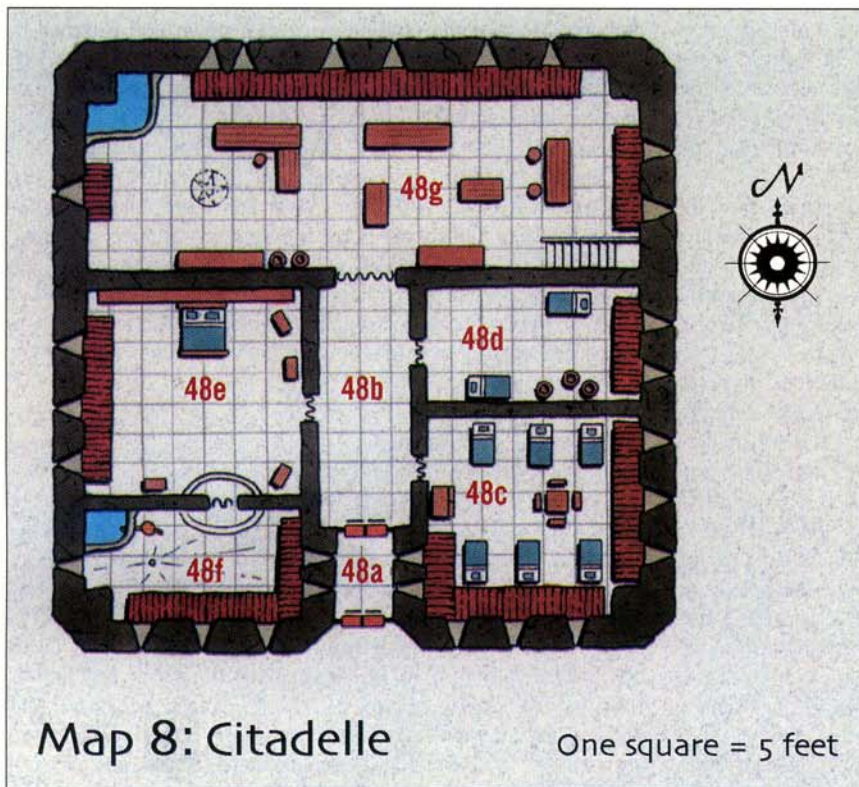 N
48g
48d
48e
48b
48c
48f
48a
Map 8: Citadelle
One square = 5 feet